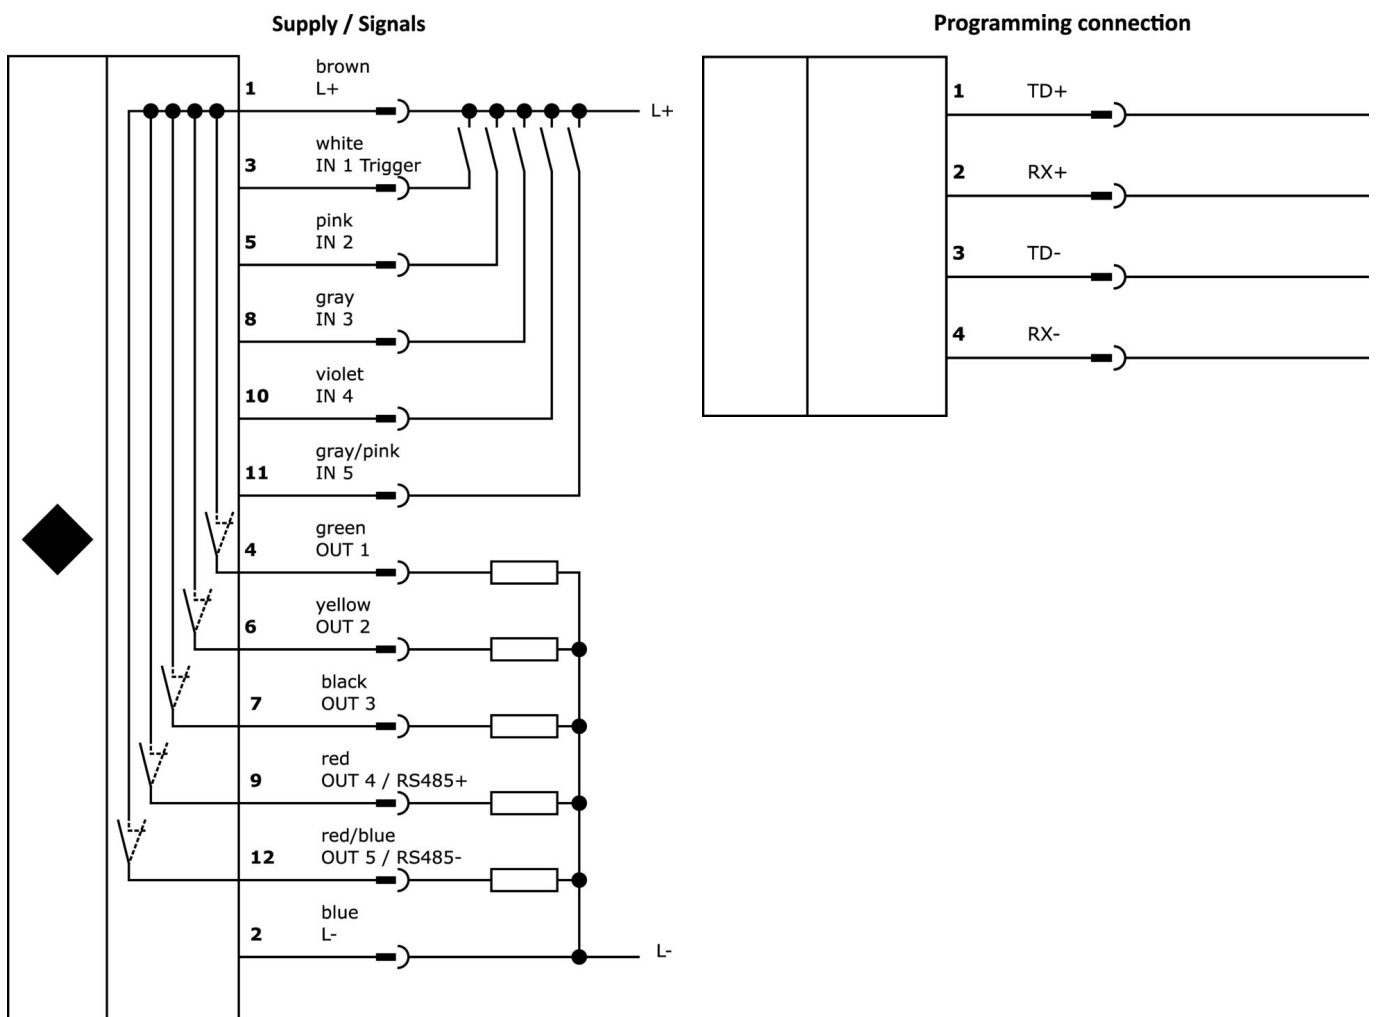 Supply / Signals
1
brown
L+
L+
3
white
IN 1 Trigger
5
pink
IN 2
8
gray
IN 3
10
violet
IN 4
11
gray/pink
IN 5
4
green
OUT 1
6
yellow
OUT 2
7
black
OUT 3
9
red
OUT 4 / RS485+
12
red/blue
OUT 5 / RS485-
2
blue
L-
L-
Programming connection
1 TD+
2 RX+
3 TD-
4 RX-